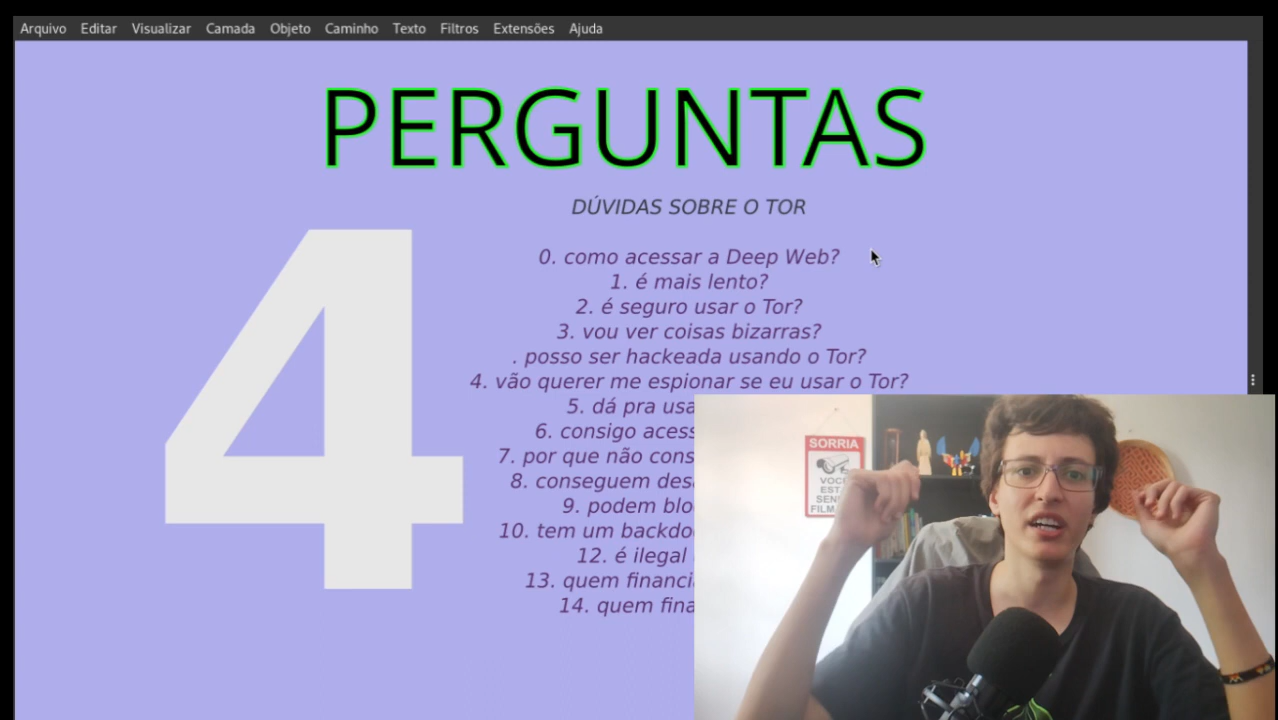 Arquivo Editar Visualizar Camada Objeto Caminho Texto Filtros Extensões Ajuda
PERGUNTAS
DÚVIDAS SOBRE O TOR
4
0. como acessar a Deep Web?
1. é mais lento?
2. é seguro usar o Tor?
3. vou ver coisas bizarras?
. posso ser hackeada usando o Tor?
4. vão querer me espionar se eu usar o Tor?
5. dá pra usa
6. consigo acess
7. por que não cons
8. conseguem desa
9. podem blo
10. tem um backdo
12. é ilegal
13. quem financi
14. quem fina
SORRIA
VOCÊ
EST
SEN
FILM